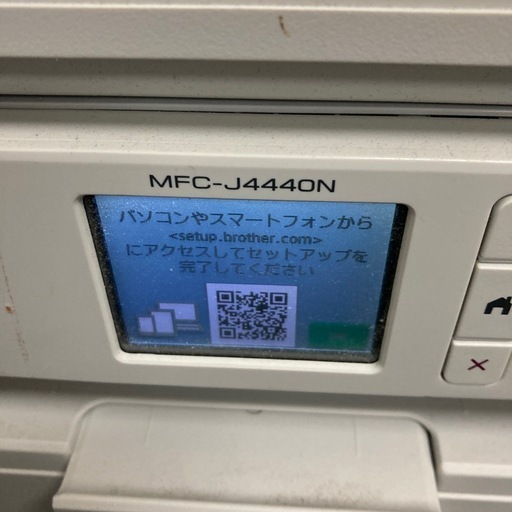 MFC-J4440N
パソコンやスマートフォンから
<setup.brother.com>
にアクセスしてセットアップを
完了してください